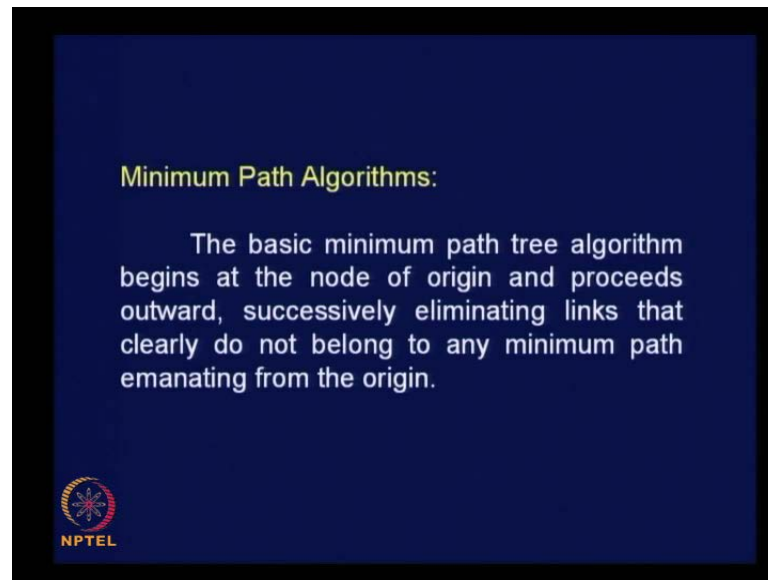 Minimum Path Algorithms:
The basic minimum path tree algorithm
begins at the node of origin and proceeds
outward, successively eliminating links that
clearly do not belong to any minimum path
emanating from the origin.
NPTEL